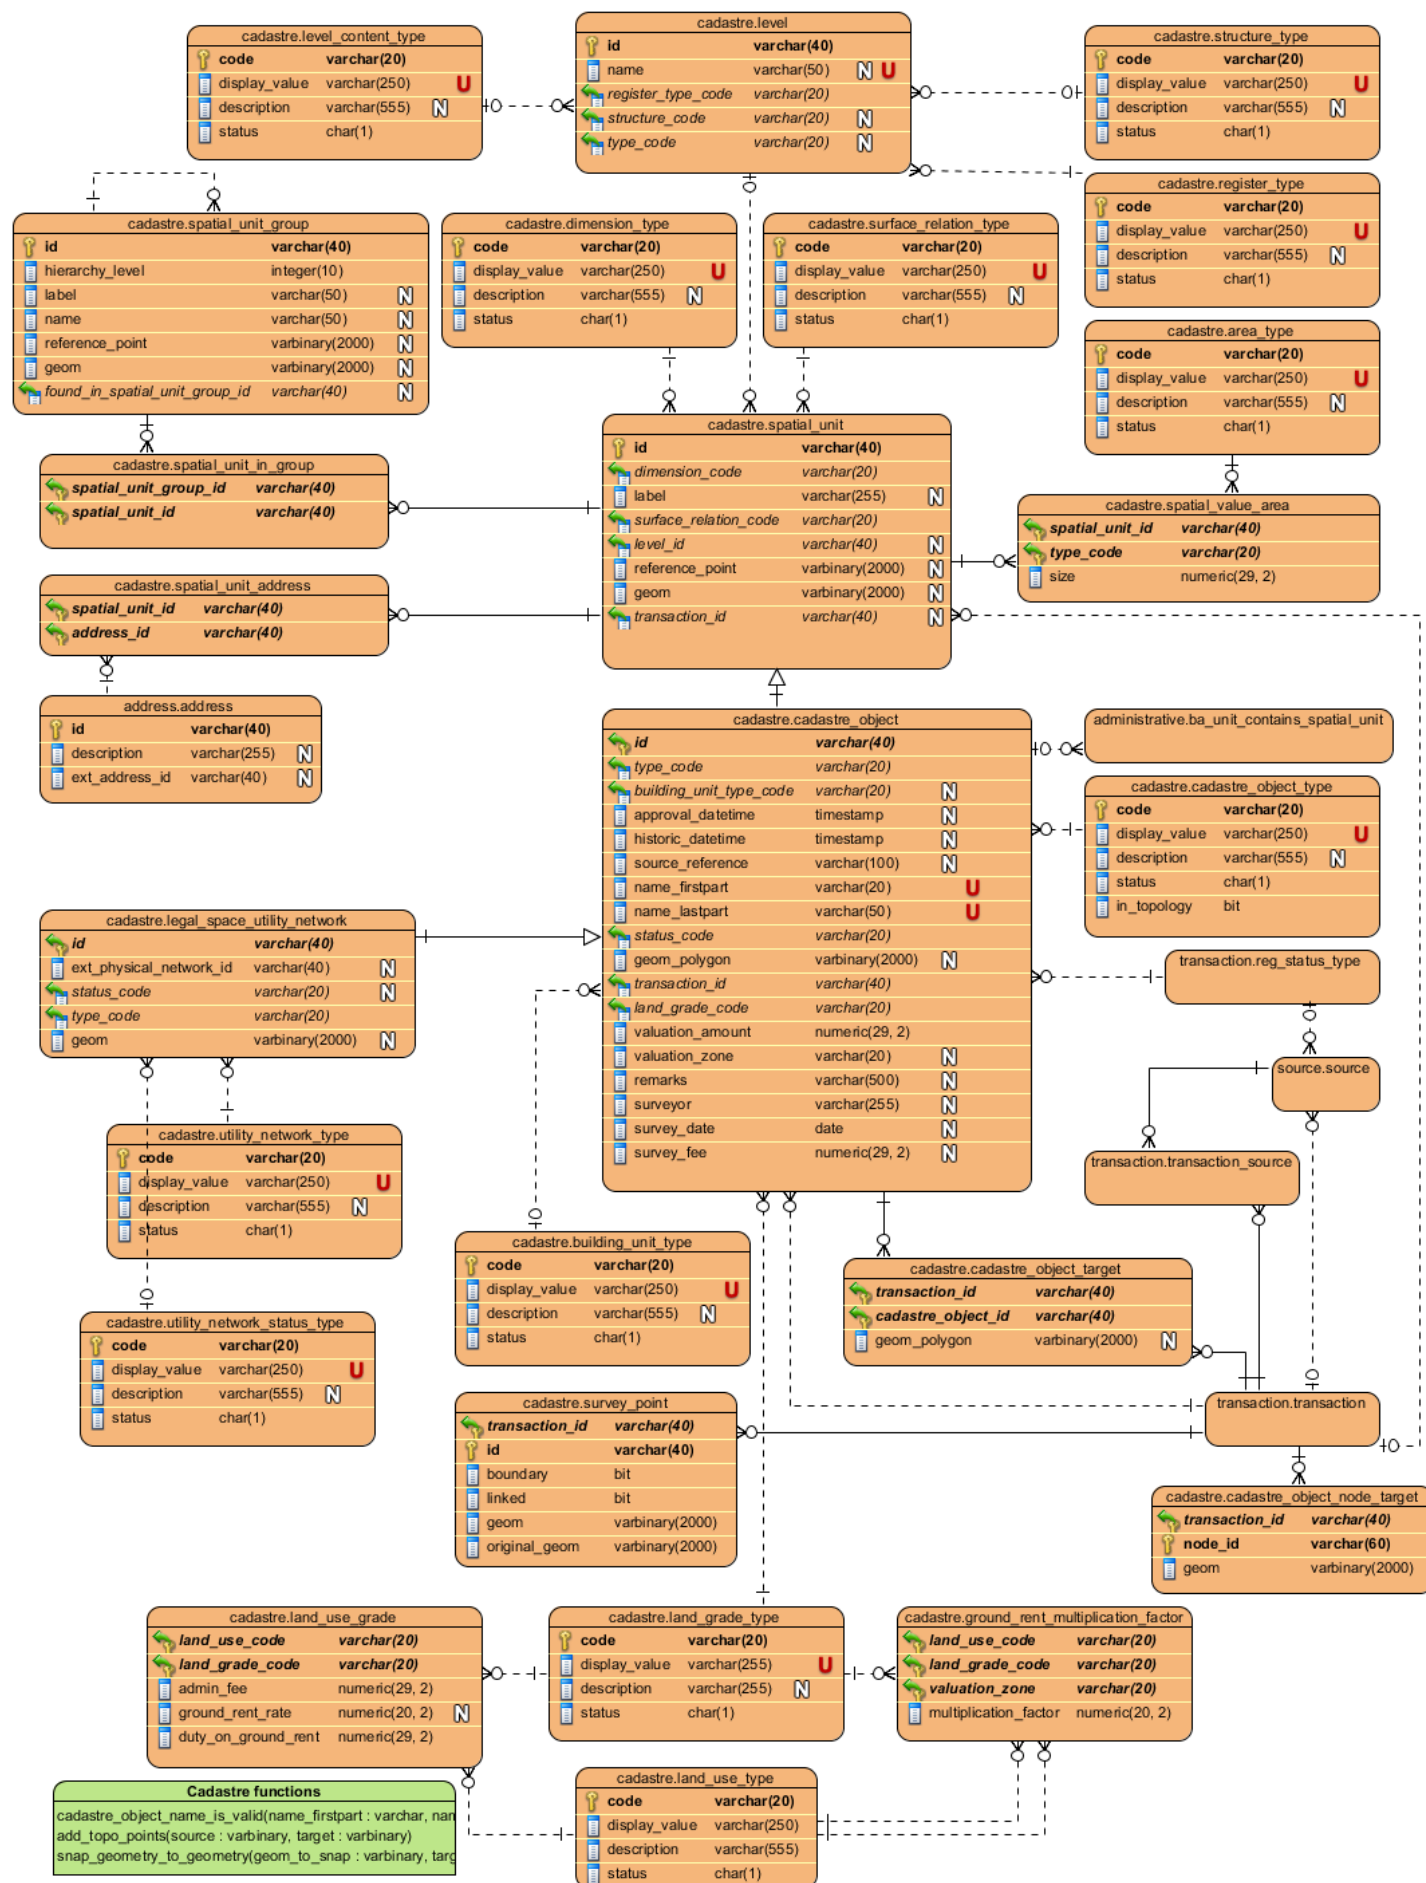 cadastre.level_content_type
code varchar(20)
display_value varchar(250) U
description varchar(555) N
status char(1)
cadastre.level
id varchar(40)
name varchar(50) N U
register_type_code varchar(20)
structure_code varchar(20) N
type_code varchar(20) N
cadastre.structure_type
code varchar(20)
display_value varchar(250) U
description varchar(555) N
status char(1)
cadastre.register_type
code varchar(20)
display_value varchar(250) U
description varchar(555) N
status char(1)
cadastre.spatial_unit_group
id varchar(40)
hierarchy_level integer(10)
label varchar(50) N
name varchar(50) N
reference_point varbinary(2000) N
geom varbinary(2000) N
found_in_spatial_unit_group_id varchar(40) N
cadastre.dimension_type
code varchar(20)
display_value varchar(250) U
description varchar(555) N
status char(1)
cadastre.surface_relation_type
code varchar(20)
display_value varchar(250) U
description varchar(555) N
status char(1)
cadastre.area_type
code varchar(20)
display_value varchar(250) U
description varchar(555) N
status char(1)
cadastre.spatial_unit_in_group
spatial_unit_group_id varchar(40)
spatial_unit_id varchar(40)
cadastre.spatial_unit
id varchar(40)
dimension_code varchar(20)
label varchar(255) N
surface_relation_code varchar(20)
level_id varchar(40) N
reference_point varbinary(2000) N
geom varbinary(2000) N
transaction_id varchar(40) N
cadastre.spatial_value_area
spatial_unit_id varchar(40)
type_code varchar(20)
size numeric(29, 2)
cadastre.spatial_unit_address
spatial_unit_id varchar(40)
address_id varchar(40)
address.address
id varchar(40)
description varchar(255) N
ext_address_id varchar(40) N
cadastre.cadastre_object
id varchar(40)
type_code varchar(20)
building_unit_type_code varchar(20) N
approval_datetime timestamp N
historic_datetime timestamp N
source_reference varchar(100) N
name_firstpart varchar(20) U
name_lastpart varchar(50) U
status_code varchar(20)
geom_polygon varbinary(2000) N
transaction_id varchar(40)
land_grade_code varchar(20)
valuation_amount numeric(29, 2)
valuation_zone varchar(20) N
remarks varchar(500) N
surveyor varchar(255) N
survey_date date N
survey_fee numeric(29, 2) N
administrative.ba_unit_contains_spatial_unit
cadastre.cadastre_object_type
code varchar(20)
display_value varchar(250) U
description varchar(555) N
status char(1)
in_topology bit
cadastre.legal_space_utility_network
id varchar(40)
ext_physical_network_id varchar(40) N
status_code varchar(20) N
type_code varchar(20)
geom varbinary(2000) N
transaction.reg_status_type
source.source
transaction.transaction_source
cadastre.utility_network_type
code varchar(20)
display_value varchar(250) U
description varchar(555) N
status char(1)
cadastre.building_unit_type
code varchar(20)
display_value varchar(250) U
description varchar(555) N
status char(1)
cadastre.cadastre_object_target
transaction_id varchar(40)
cadastre_object_id varchar(40)
geom_polygon varbinary(2000) N
cadastre.utility_network_status_type
code varchar(20)
display_value varchar(250) U
description varchar(555) N
status char(1)
cadastre.survey_point
transaction_id varchar(40)
id varchar(40)
boundary bit
linked bit
geom varbinary(2000)
original_geom varbinary(2000)
transaction.transaction
cadastre.cadastre_object_node_target
transaction_id varchar(40)
node_id varchar(60)
geom varbinary(2000)
cadastre.land_use_grade
land_use_code varchar(20)
land_grade_code varchar(20)
admin_fee numeric(29, 2)
ground_rent_rate numeric(20, 2) N
duty_on_ground_rent numeric(29, 2)
cadastre.land_grade_type
code varchar(20)
display_value varchar(255) U
description varchar(255) N
status char(1)
cadastre.ground_rent_multiplication_factor
land_use_code varchar(20)
land_grade_code varchar(20)
valuation_zone varchar(20)
multiplication_factor numeric(20, 2)
Cadastre functions
cadastre_object_name_is_valid(name_firstpart : varchar, nam
add_topo_points(source : varbinary, target : varbinary)
snap_geometry_to_geometry(geom_to_snap : varbinary, targ
cadastre.land_use_type
code varchar(20)
display_value varchar(250)
description varchar(555)
status char(1)